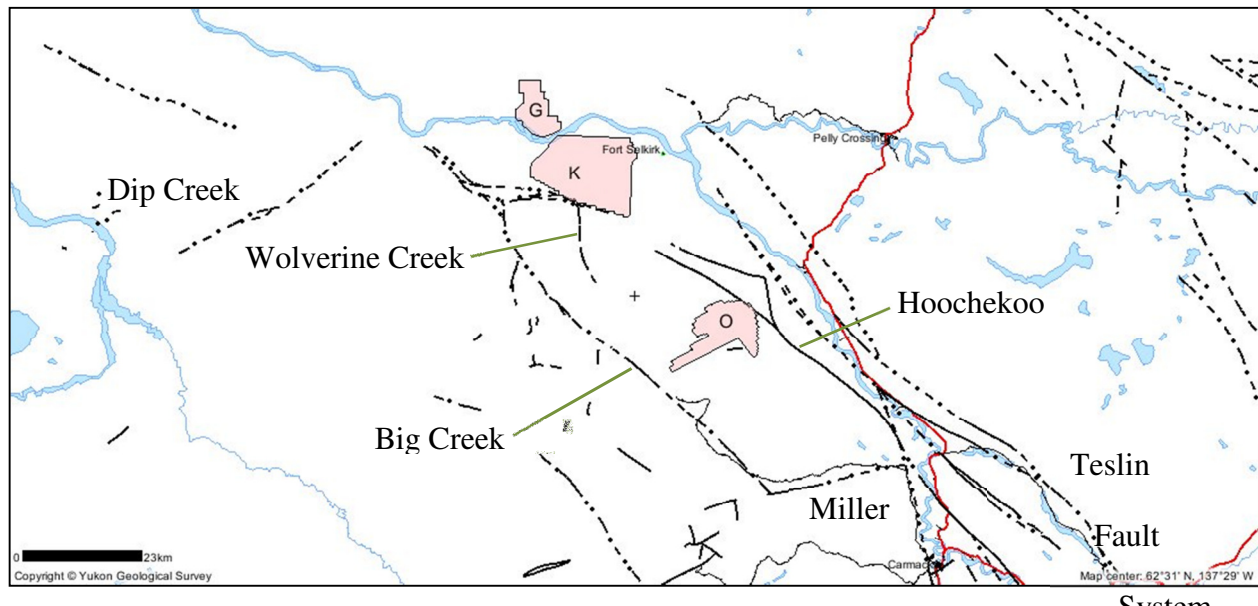 G
Pelly Crossing
Fort Selkirk
K
Dip Creek
Wolverine Creek
Hoochekoo
O
Big Creek
Teslin
Miller
Fault
0 23km
Carmac
Copyright © Yukon Geological Survey
Map center: 62°31' N, 137°29' W
System